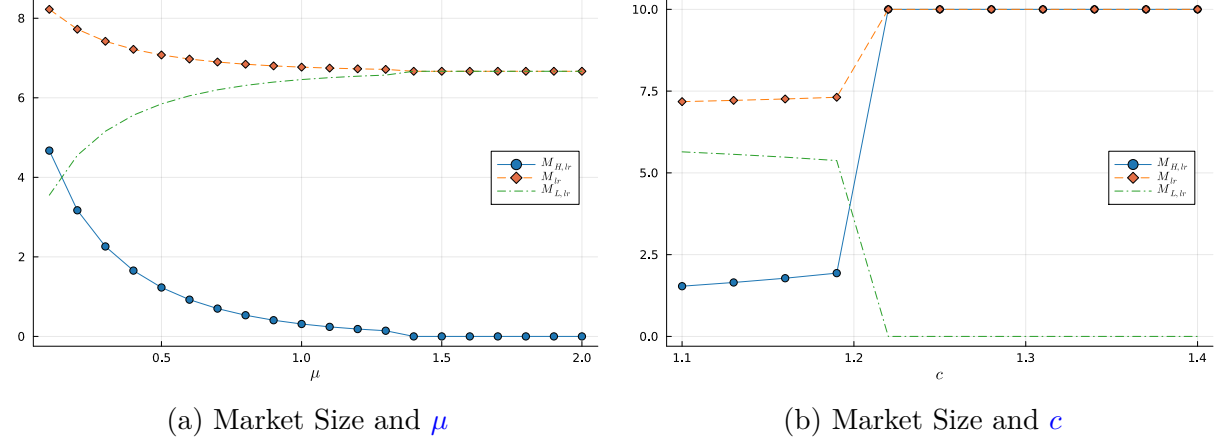 8
6
4
2
0
0.5
1.0
1.5
2.0
μ
M_{H,lr}
M_{lr}
M_{L,lr}
(a) Market Size and μ
10.0
7.5
5.0
2.5
0.0
1.1
1.2
1.3
1.4
c
M_{H,lr}
M_{lr}
M_{L,lr}
(b) Market Size and c